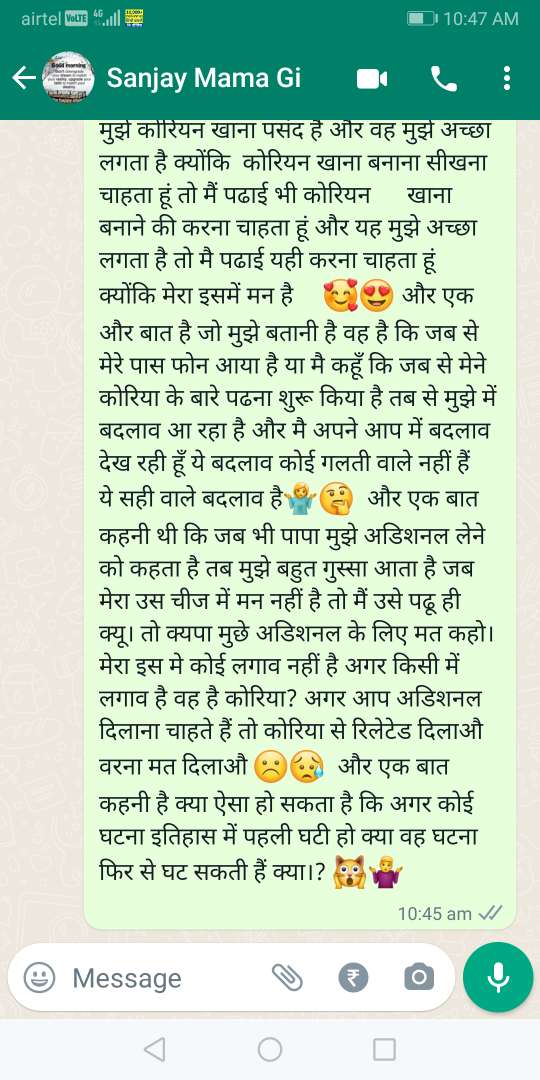 airtel VoLTE 4G 10:47 AM
Sanjay Mama Gi
मुझे कोरियन खाना पसंद है और वह मुझे अच्छा
लगता है क्योंकि कोरियन खाना बनाना सीखना
चाहता हूं तो मैं पढाई भी कोरियन खाना
बनाने की करना चाहता हूं और यह मुझे अच्छा
लगता है तो मै पढाई यही करना चाहता हूं
क्योंकि मेरा इसमें मन है 🥰😍 और एक
और बात है जो मुझे बतानी है वह है कि जब से
मेरे पास फोन आया है या मै कहूँ कि जब से मेने
कोरिया के बारे पढना शुरू किया है तब से मुझे में
बदलाव आ रहा है और मै अपने आप में बदलाव
देख रही हूँ ये बदलाव कोई गलती वाले नहीं हैं
ये सही वाले बदलाव है🤷‍♀️🤔 और एक बात
कहनी थी कि जब भी पापा मुझे अडिशनल लेने
को कहता है तब मुझे बहुत गुस्सा आता है जब
मेरा उस चीज में मन नहीं है तो मैं उसे पढू ही
क्यू। तो क्यपा मुछे अडिशनल के लिए मत कहो।
मेरा इस मे कोई लगाव नहीं है अगर किसी में
लगाव है वह है कोरिया? अगर आप अडिशनल
दिलाना चाहते हैं तो कोरिया से रिलेटेड दिलाऔ
वरना मत दिलाऔ ☹️😥 और एक बात
कहनी है क्या ऐसा हो सकता है कि अगर कोई
घटना इतिहास में पहली घटी हो क्या वह घटना
फिर से घट सकती हैं क्या।? 🙀🤷‍♀️
10:45 am
Message